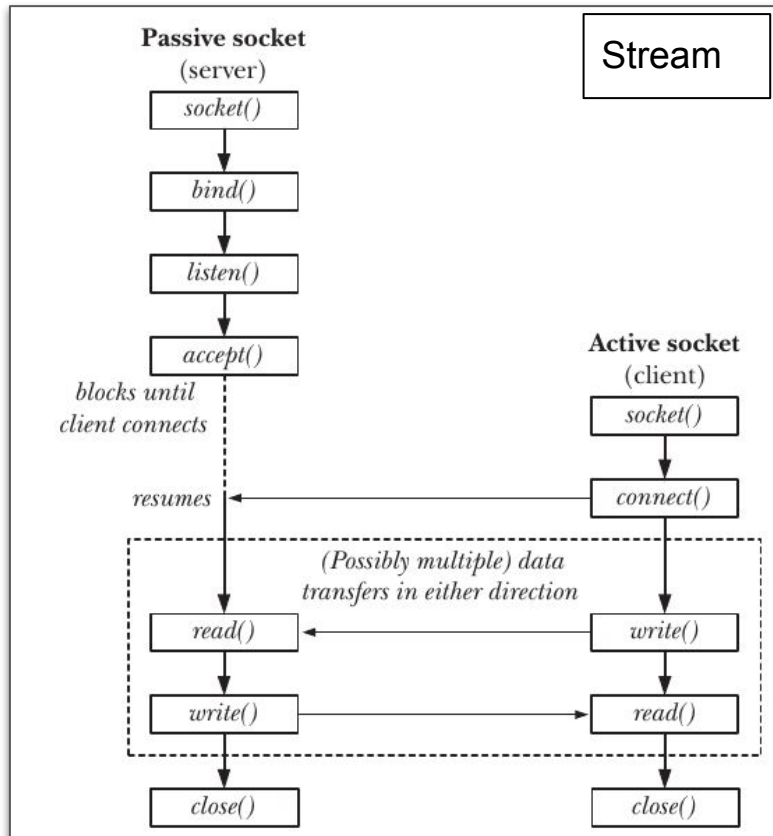 Stream
Passive socket
(server)
socket()
bind()
listen()
accept()
blocks until
client connects
resumes
Active socket
(client)
socket()
connect()
(Possibly multiple) data
transfers in either direction
read()
write()
write()
read()
close()
close()